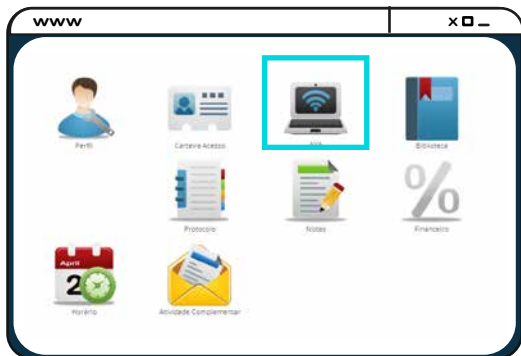 www
Perfil
Carteira Acesso
Biblioteca
Protocolo
Notas
Financeiro
April
2
Horário
Atividade Complementar